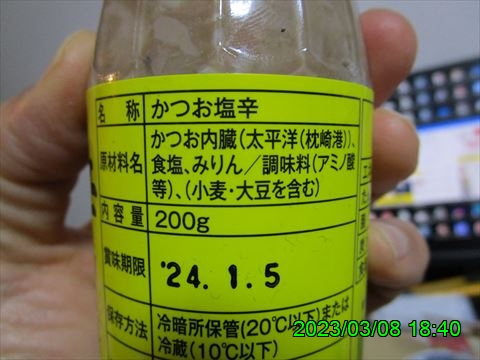 名 称 かつお塩辛
原材料名 かつお内臓(太平洋(枕崎港))、
食塩、みりん/調味料(アミノ酸
等)、(小麦・大豆を含む)
内容量 200g
賞味期限 '24.1.5
保存方法 冷暗所保管(20℃以下)または
冷蔵(10℃以下)
2023/03/08 18:40